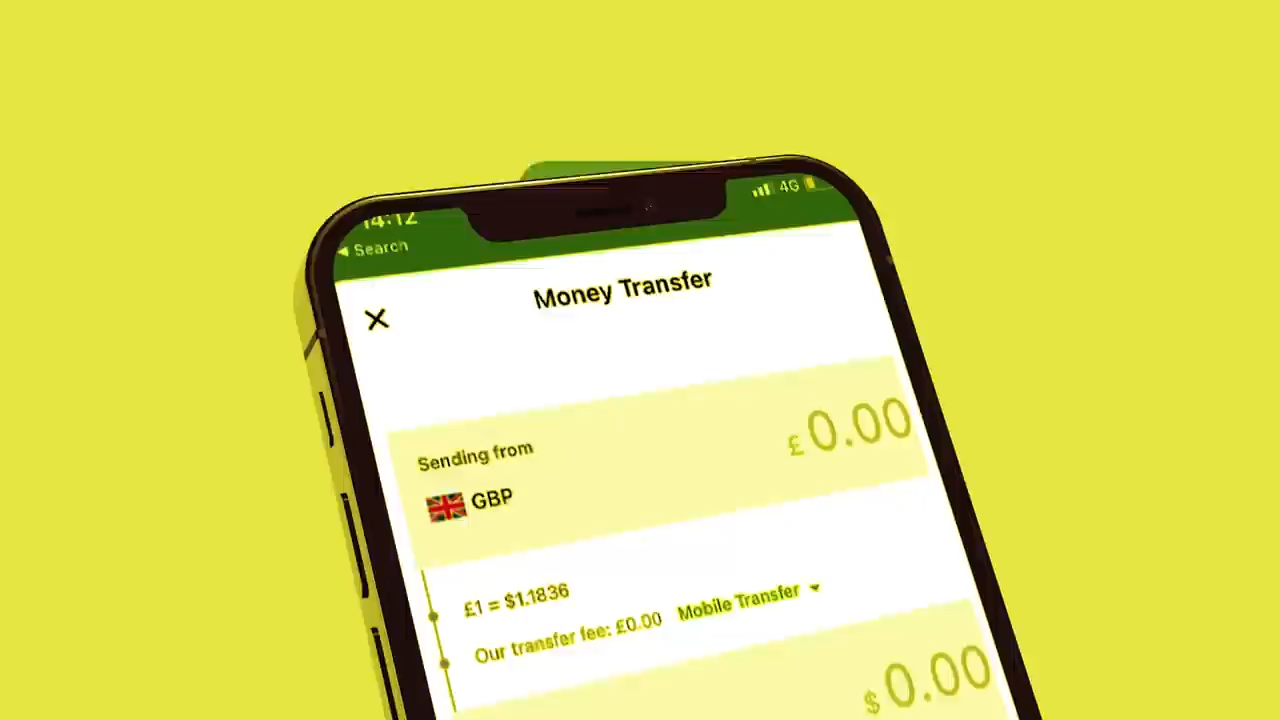 14:12
4G
◀ Search
Money Transfer
£0.00
Sending from
GBP
£1 = $1.1836
Our transfer fee: £0.00 Mobile Transfer
$0.00